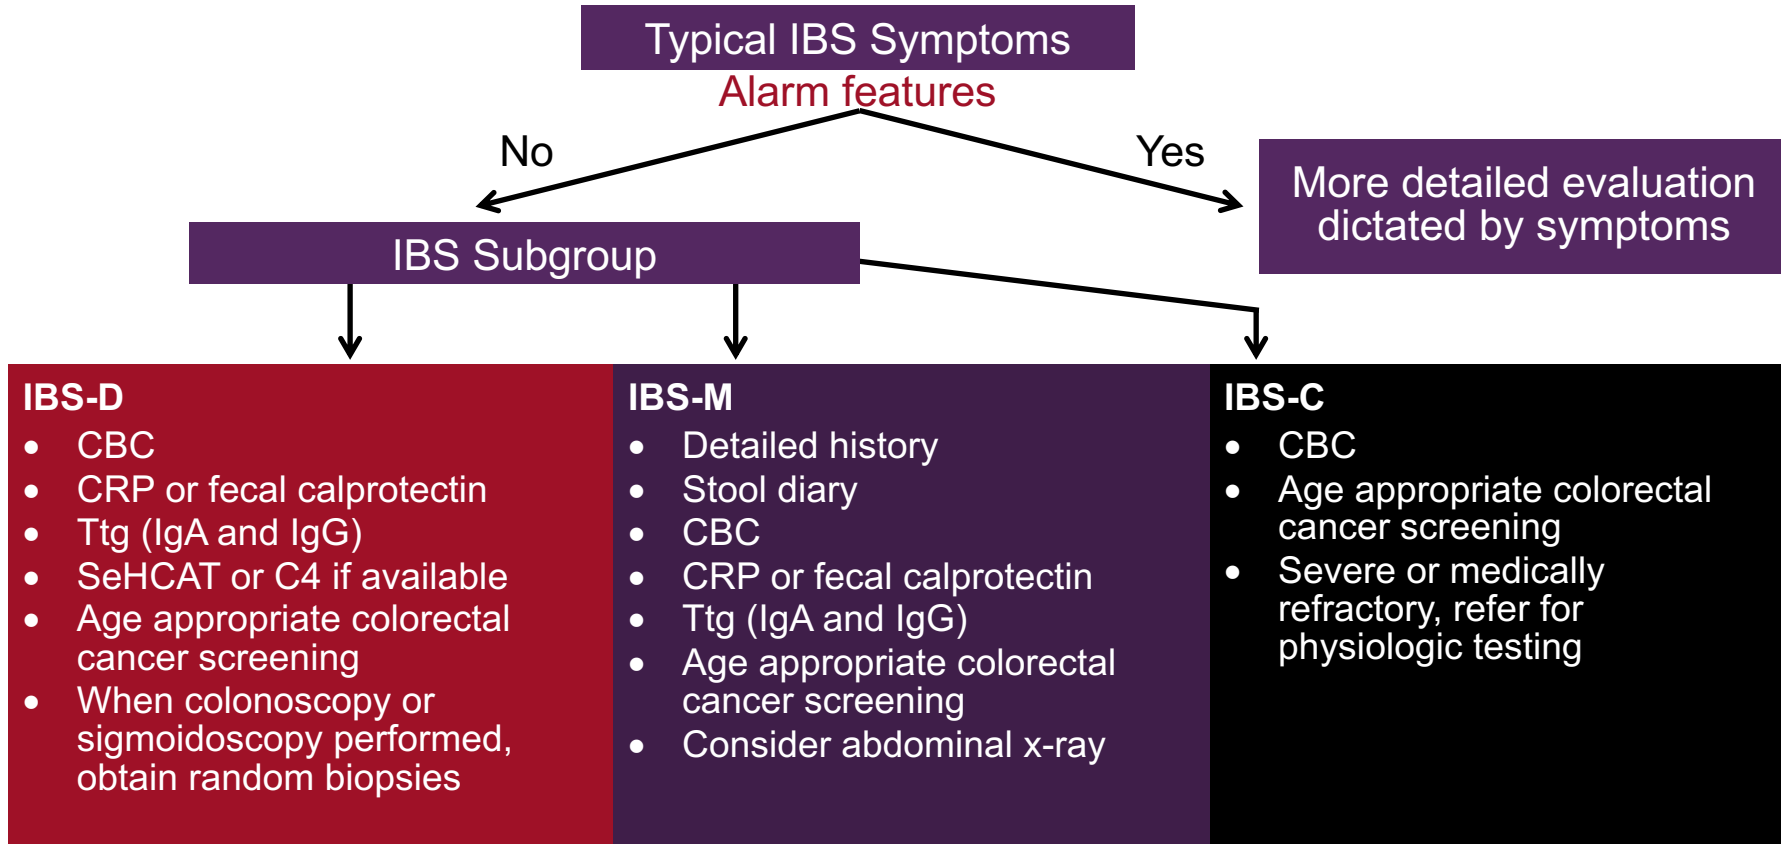 Typical IBS Symptoms
Alarm features
No
Yes
More detailed evaluation
dictated by symptoms
IBS Subgroup
IBS-D
• CBC
• CRP or fecal calprotectin
• Ttg (IgA and IgG)
• SeHCAT or C4 if available
• Age appropriate colorectal
cancer screening
• When colonoscopy or
sigmoidoscopy performed,
obtain random biopsies
IBS-M
• Detailed history
• Stool diary
• CBC
• CRP or fecal calprotectin
• Ttg (IgA and IgG)
• Age appropriate colorectal
cancer screening
• Consider abdominal x-ray
IBS-C
• CBC
• Age appropriate colorectal
cancer screening
• Severe or medically
refractory, refer for
physiologic testing